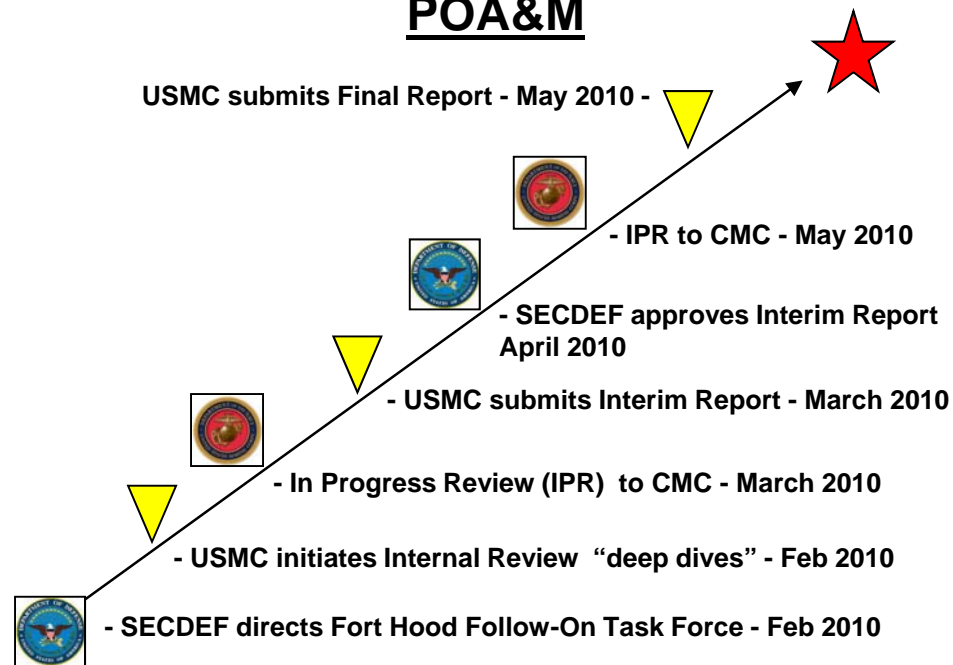 POA&M
USMC submits Final Report - May 2010 -
- IPR to CMC - May 2010
- SECDEF approves Interim Report
April 2010
- USMC submits Interim Report - March 2010
- In Progress Review (IPR)  to CMC - March 2010
- USMC initiates Internal Review  “deep dives” - Feb 2010
- SECDEF directs Fort Hood Follow-On Task Force - Feb 2010